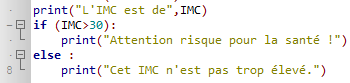 print("L'IMC est de",IMC)
if (IMC>30):
print("Attention risque pour la santé !")
else :
8 print("Cet IMC n'est pas trop élevé.")